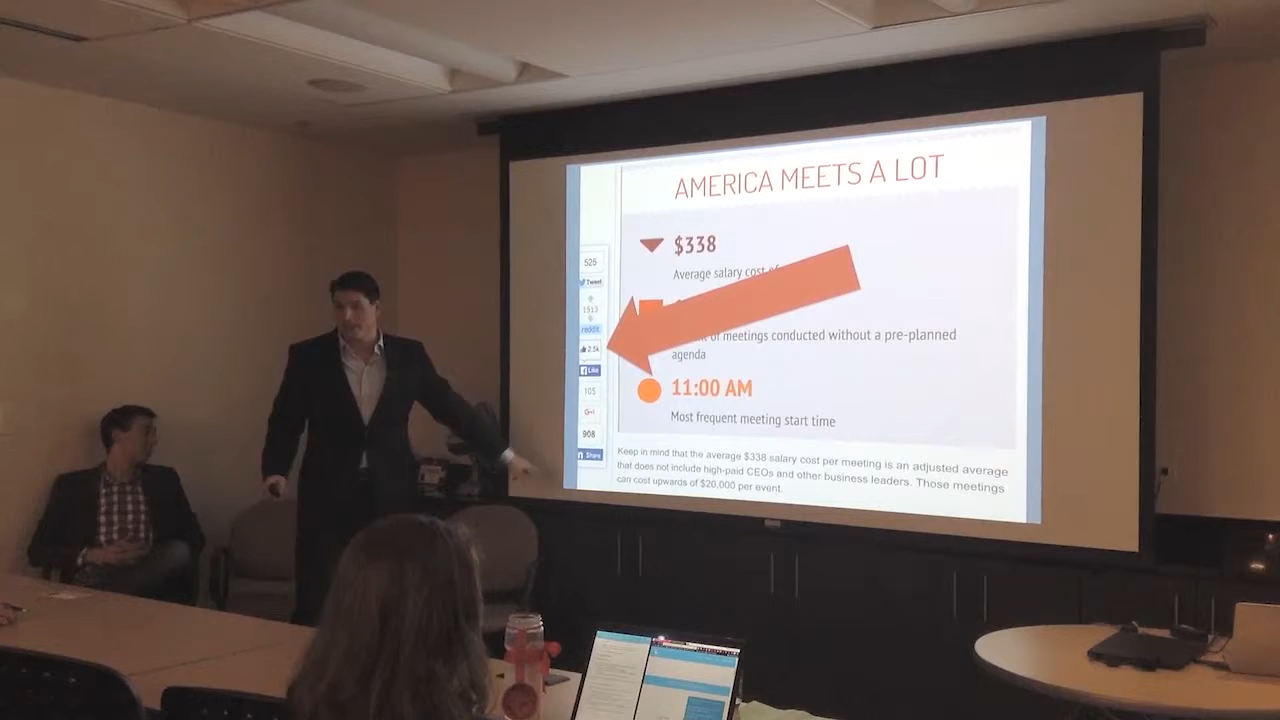 AMERICA MEETS A LOT
$338
Average salary cost of
of meetings conducted without a pre-planned
agenda
11:00 AM
Most frequent meeting start time
Keep in mind that the average $338 salary cost per meeting is an adjusted average
that does not include high-paid CEOs and other business leaders. Those meetings
can cost upwards of $20,000 per event.
525
Tweet
1513
reddit
2.5k
Like
105
G+1
908
Share